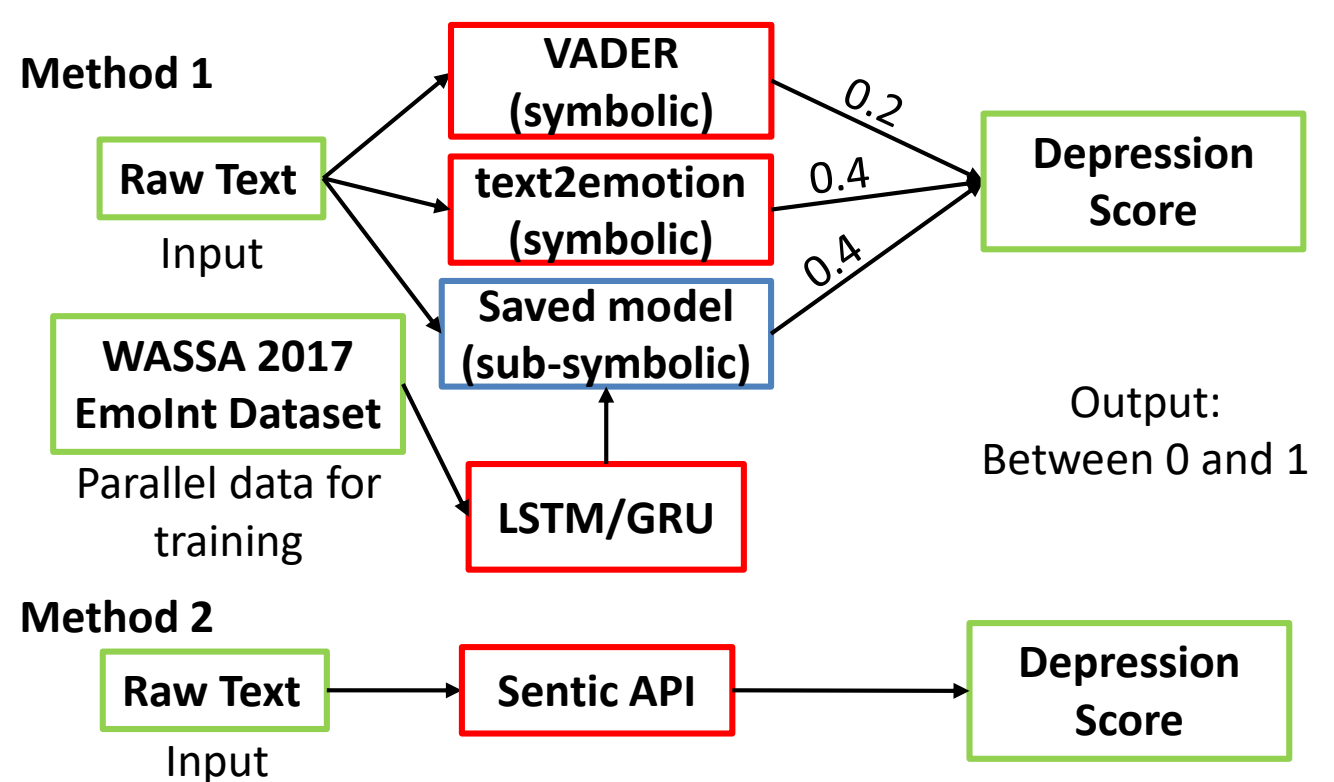 Method 1
Raw Text
Input
VADER
(symbolic)
text2emotion
(symbolic)
Saved model
(sub-symbolic)
0.2
0.4
0.4
Depression
Score
WASSA 2017
EmoInt Dataset
Parallel data for
training
LSTM/GRU
Output:
Between 0 and 1
Method 2
Raw Text
Input
Sentic API
Depression
Score